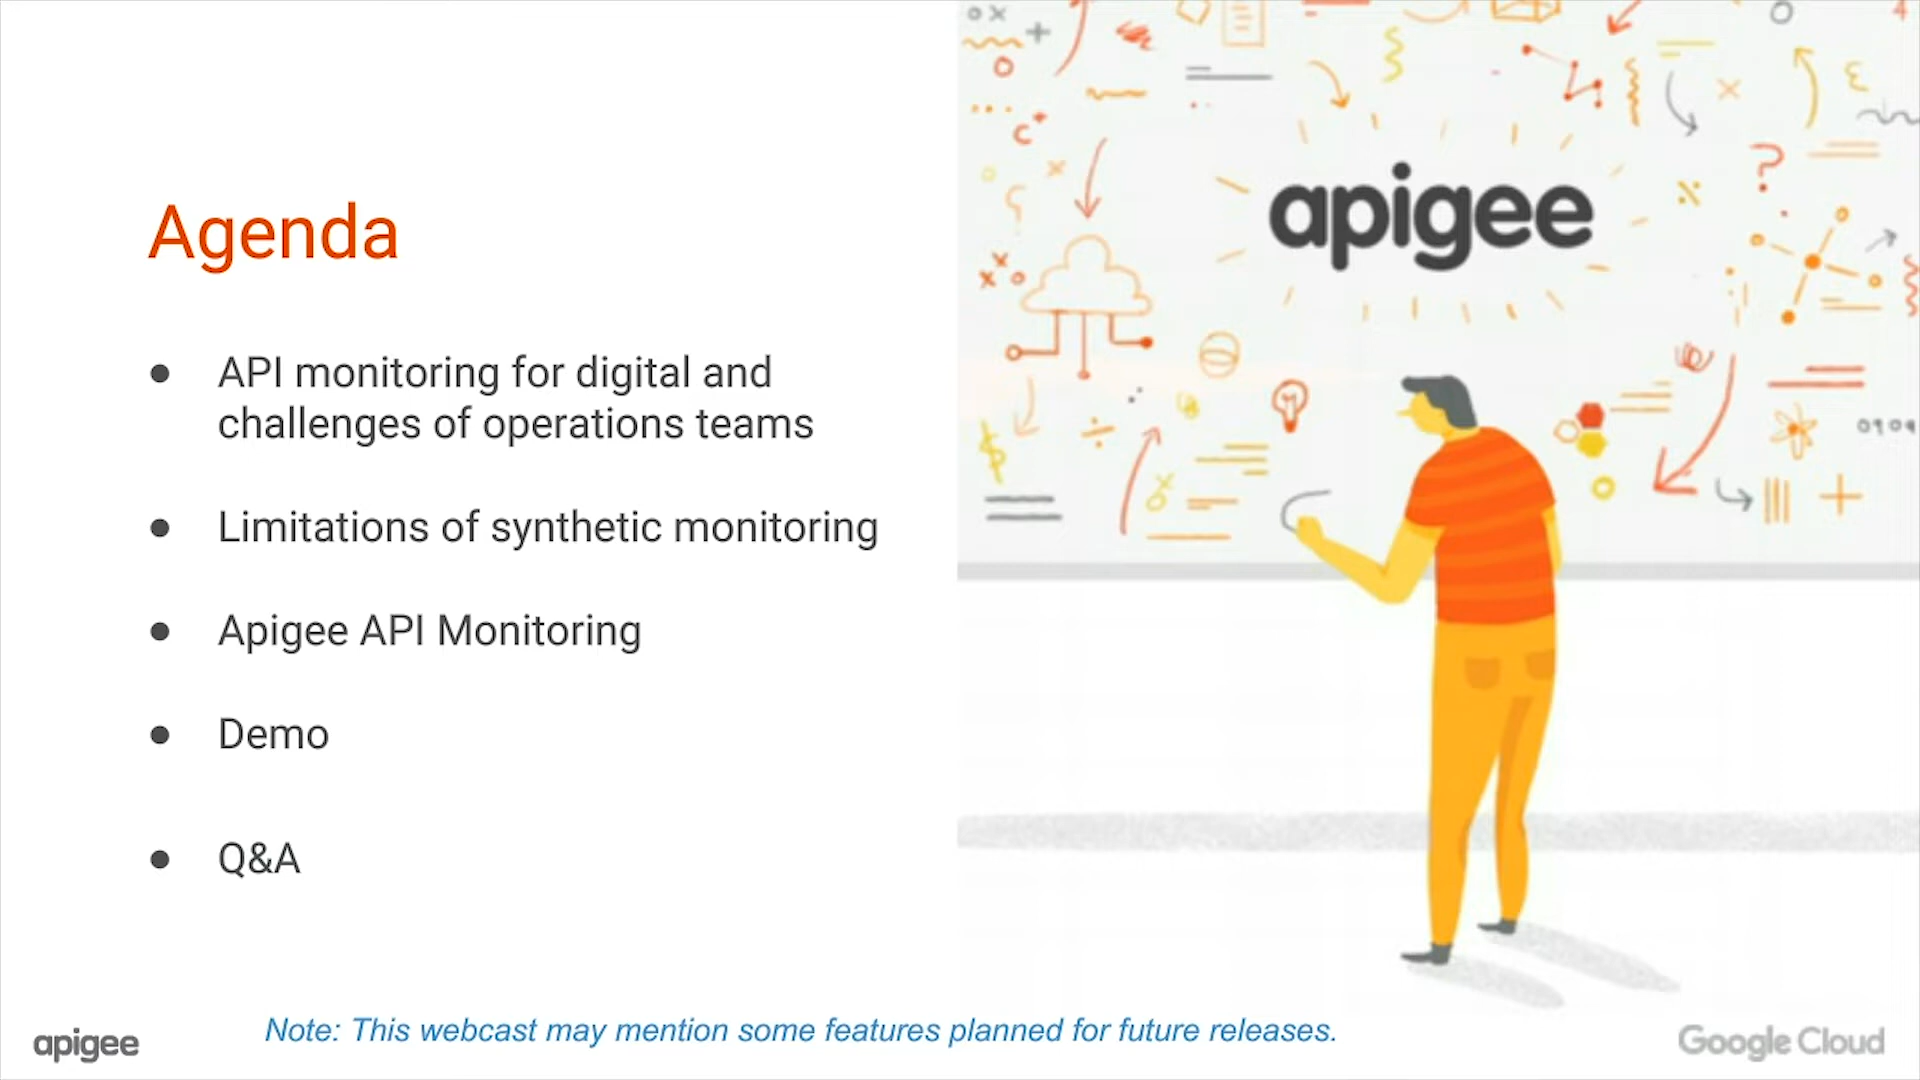 Agenda
● API monitoring for digital and
challenges of operations teams
● Limitations of synthetic monitoring
● Apigee API Monitoring
● Demo
● Q&A
apigee
Note: This webcast may mention some features planned for future releases.
apigee
Google Cloud